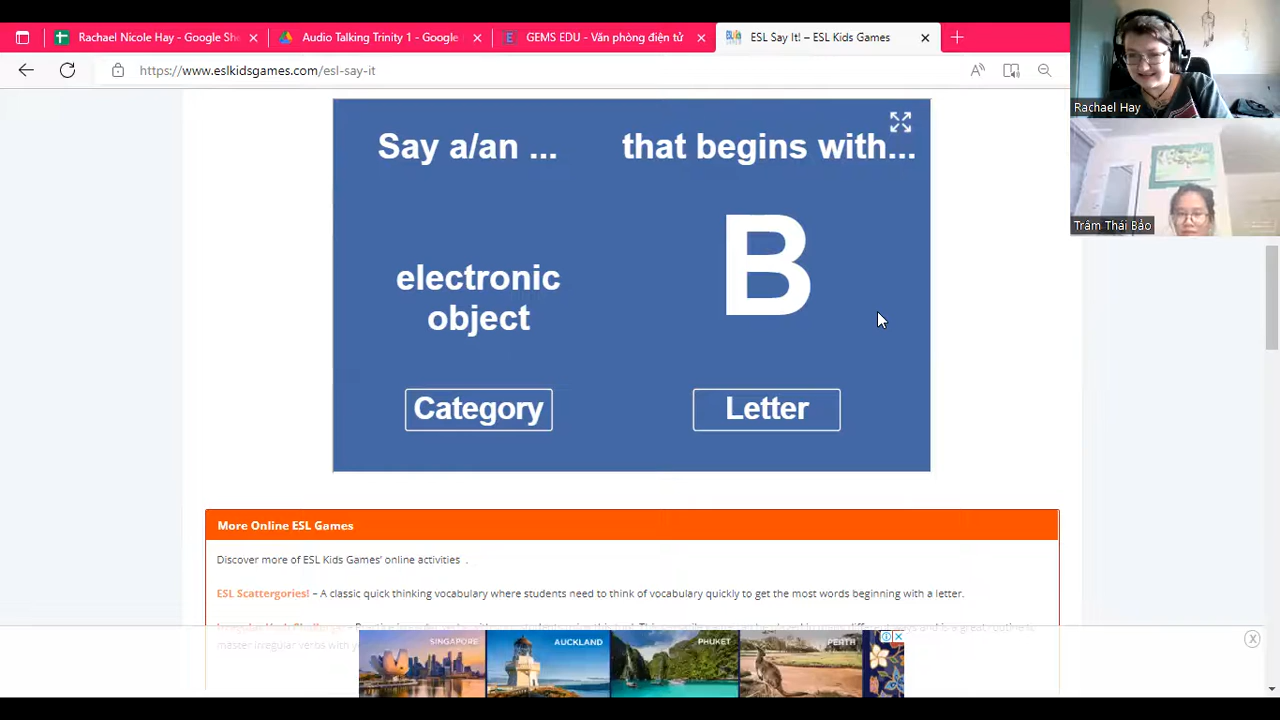 Rachael Nicole Hay - Google She
Audio Talking Trinity 1 - Google
GEMS EDU - Văn phòng điện tử
ESL Say It! – ESL Kids Games
https://www.eslkidsgames.com/esl-say-it
Rachael Hay
Trâm Thái Bảo
Say a/an ... that begins with...
B
electronic
object
Category Letter
More Online ESL Games
Discover more of ESL Kids Games' online activities .
ESL Scattergories! – A classic quick thinking vocabulary where students need to think of vocabulary quickly to get the most words beginning with a letter.
SINGAPORE AUCKLAND PHUKET PERTH